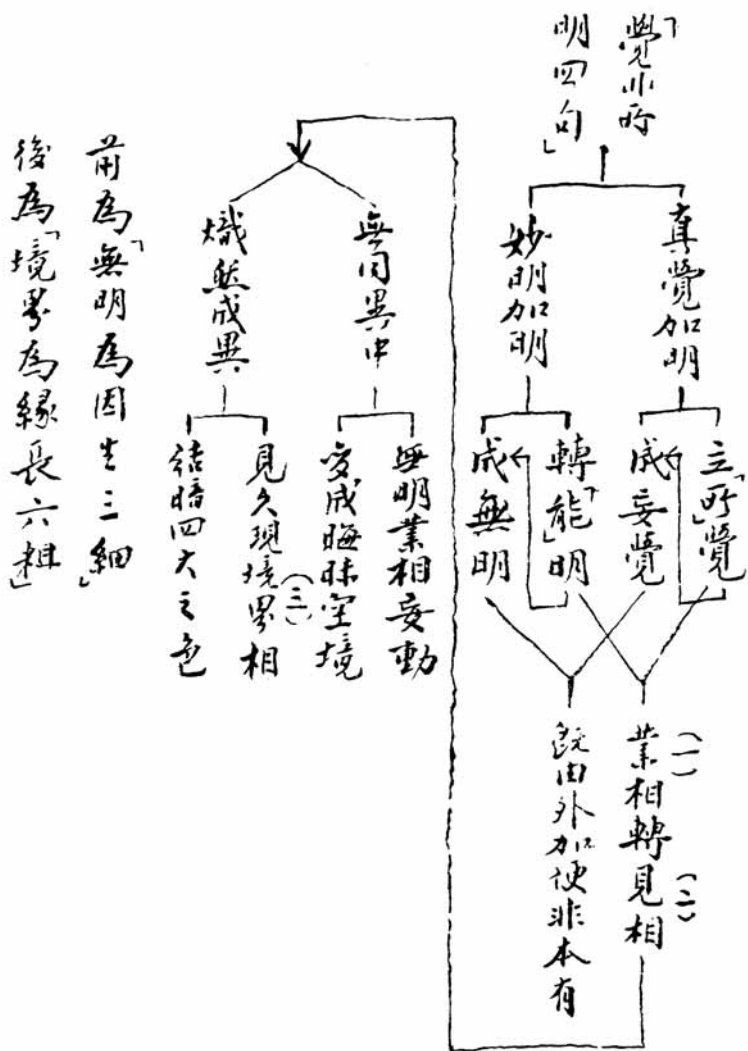 「覺非所
明四句」
真覺加明
妙明加明
立「所」覺
成妄覺
轉「能」明
成無明
(一) (二)
業相轉見相
既由外加便非本有
無同異中
熾然成異
無明業相妄動
變成晦昧空境
(三)
見久現境界相
結暗四大之色
前為「無明為因生三細」
後為「境界為緣長六粗」